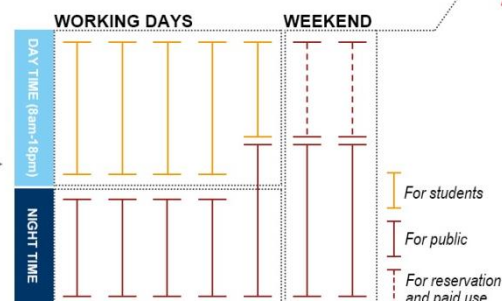 WORKING DAYS
WEEKEND
DAY TIME (8am-18pm)
NIGHT TIME
For students
For public
For reservation
and paid use